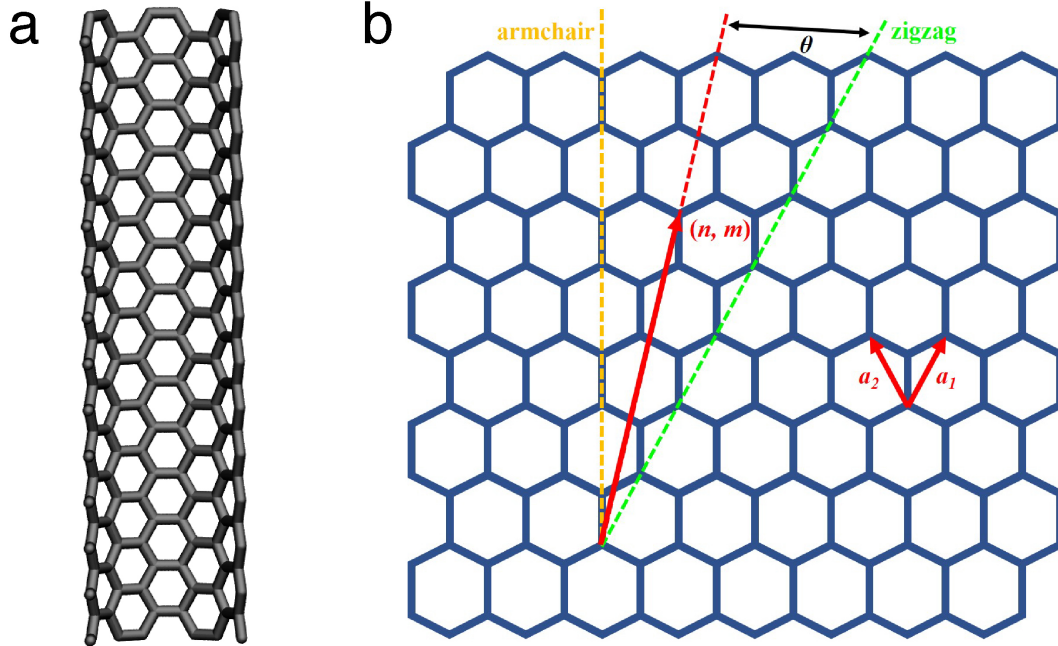 a
b
armchair
θ
zigzag
(n, m)
a2
a1